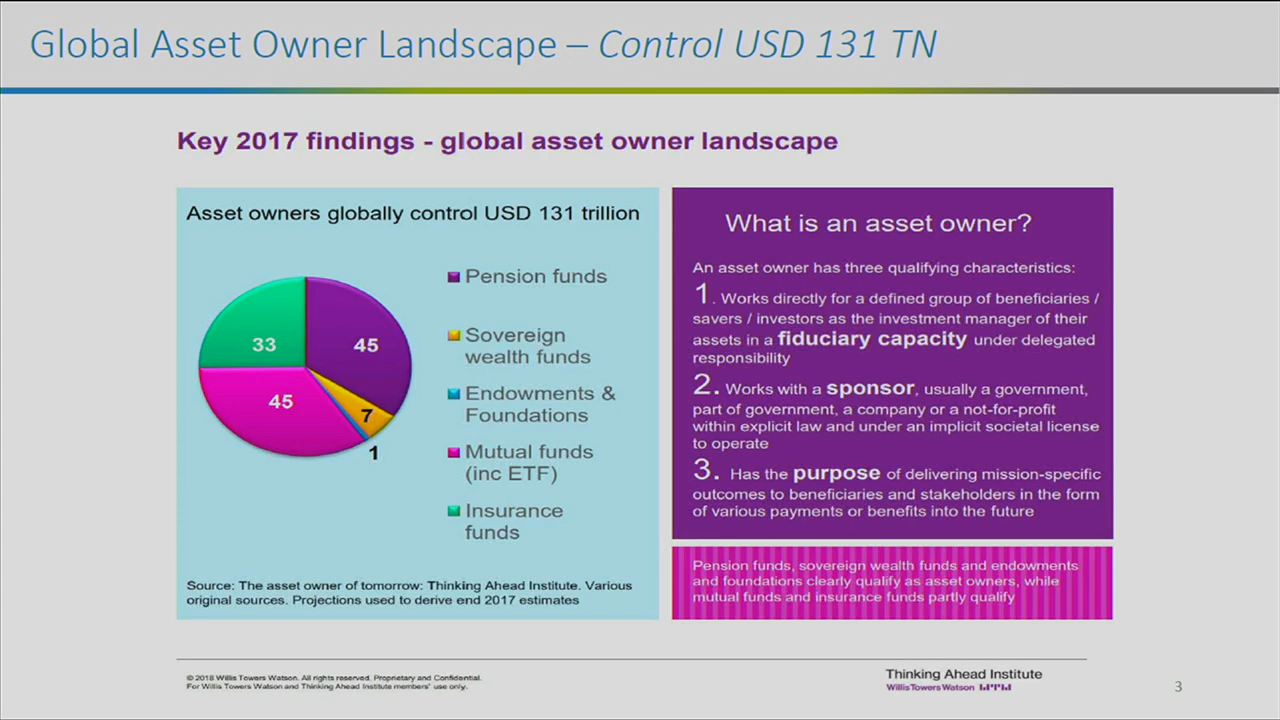 Global Asset Owner Landscape – Control USD 131 TN
Key 2017 findings - global asset owner landscape
Asset owners globally control USD 131 trillion
33
45
45
7
1
Pension funds
Sovereign
wealth funds
Endowments &
Foundations
Mutual funds
(inc ETF)
Insurance
funds
Source: The asset owner of tomorrow: Thinking Ahead Institute. Various
original sources. Projections used to derive end 2017 estimates
What is an asset owner?
An asset owner has three qualifying characteristics:
1. Works directly for a defined group of beneficiaries /
savers / investors as the investment manager of their
assets in a fiduciary capacity under delegated
responsibility
2. Works with a sponsor, usually a government,
part of government, a company or a not-for-profit
within explicit law and under an implicit societal license
to operate
3. Has the purpose of delivering mission-specific
outcomes to beneficiaries and stakeholders in the form
of various payments or benefits into the future
Pension funds, sovereign wealth funds and endowments
and foundations clearly qualify as asset owners, while
mutual funds and insurance funds partly qualify
© 2018 Willis Towers Watson. All rights reserved. Proprietary and Confidential.
For Willis Towers Watson and Thinking Ahead Institute members' use only.
Thinking Ahead Institute
WillisTowersWatson
3